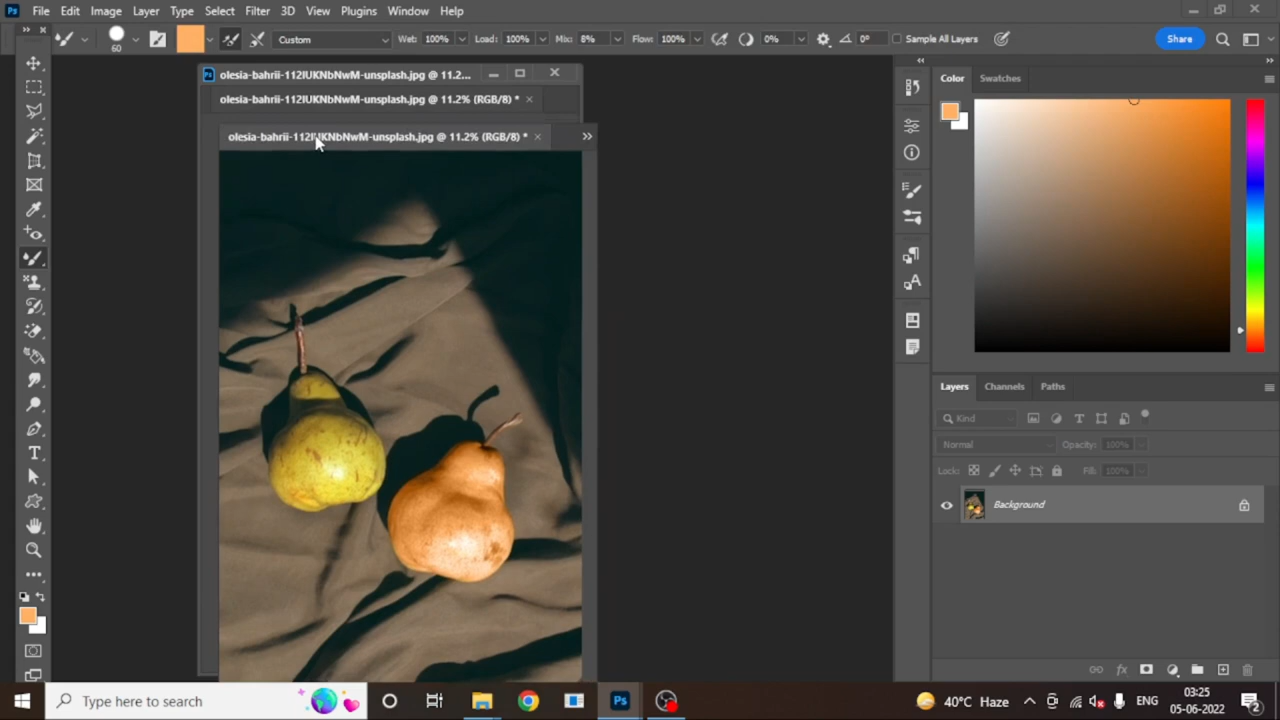 Ps File Edit Image Layer Type Select Filter 3D View Plugins Window Help
60 Custom Wet: 100% Load: 100% Mix: 8% Flow: 100% 0% 0° Sample All Layers Share
olesia-bahrii-112IUKNbNwM-unsplash.jpg @ 11.2...
olesia-bahrii-112IUKNbNwM-unsplash.jpg @ 11.2% (RGB/8) *
olesia-bahrii-112IUKNbNwM-unsplash.jpg @ 11.2% (RGB/8) *
Color Swatches
Layers Channels Paths
Kind
Normal Opacity: 100%
Lock: Fill: 100%
Background
Type here to search
Ps
40°C Haze
ENG
03:25
05-06-2022
2